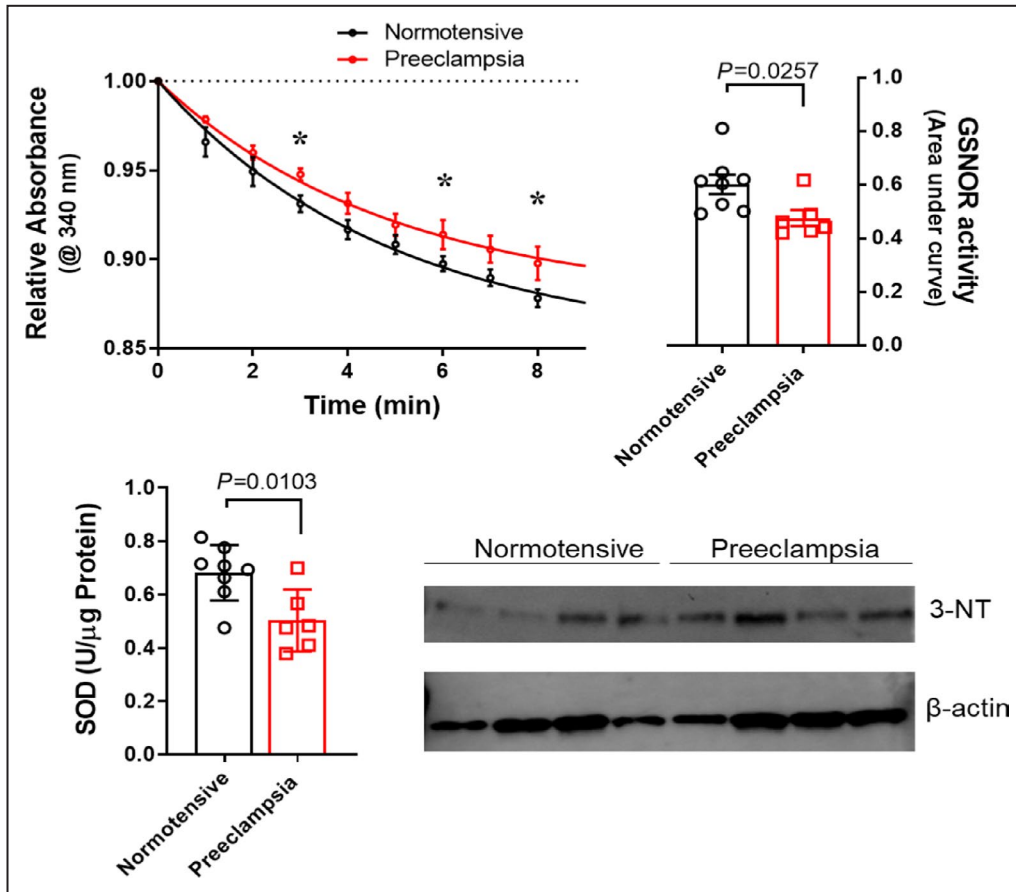 Normotensive
Preeclampsia
1.00
0.95
0.90
0.85
Relative Absorbance
(@ 340 nm)
*
*
*
0
2
4
6
8
Time (min)
P=0.0257
1.0
0.8
0.6
0.4
0.2
0.0
GSNOR activity
(Area under curve)
Normotensive
Preeclampsia
P=0.0103
1.0
0.8
0.6
0.4
0.2
0.0
SOD (U/µg Protein)
Normotensive
Preeclampsia
Normotensive Preeclampsia
3-NT
β-actin